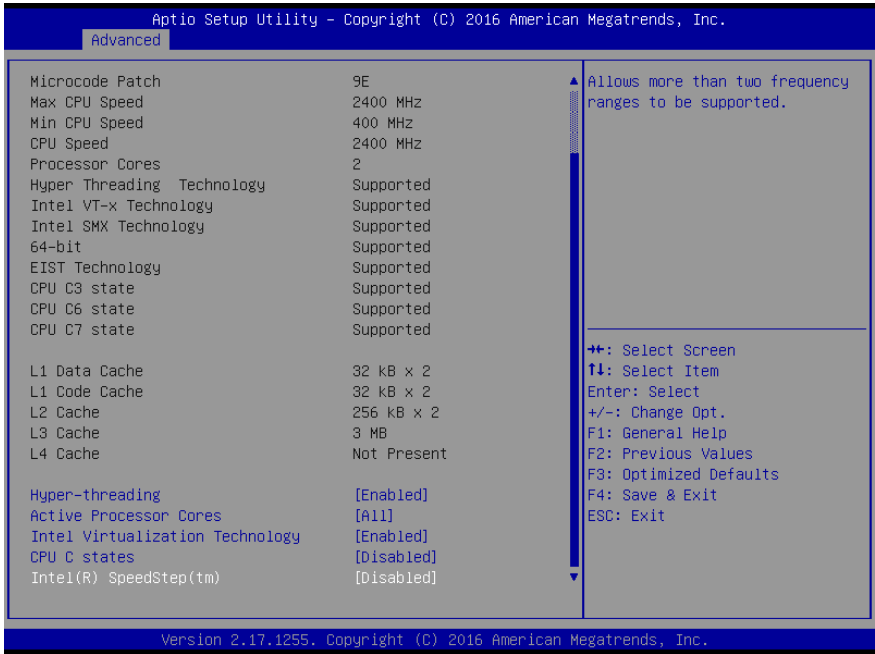 Aptio Setup Utility – Copyright (C) 2016 American Megatrends, Inc.
Advanced
Microcode Patch 9E
Max CPU Speed 2400 MHz
Min CPU Speed 400 MHz
CPU Speed 2400 MHz
Processor Cores 2
Hyper Threading Technology Supported
Intel VT-x Technology Supported
Intel SMX Technology Supported
64-bit Supported
EIST Technology Supported
CPU C3 state Supported
CPU C6 state Supported
CPU C7 state Supported
L1 Data Cache 32 kB x 2
L1 Code Cache 32 kB x 2
L2 Cache 256 kB x 2
L3 Cache 3 MB
L4 Cache Not Present
Hyper-threading [Enabled]
Active Processor Cores [All]
Intel Virtualization Technology [Enabled]
CPU C states [Disabled]
Intel(R) SpeedStep(tm) [Disabled]
Allows more than two frequency
ranges to be supported.
→←: Select Screen
↑↓: Select Item
Enter: Select
+/-: Change Opt.
F1: General Help
F2: Previous Values
F3: Optimized Defaults
F4: Save & Exit
ESC: Exit
Version 2.17.1255. Copyright (C) 2016 American Megatrends, Inc.